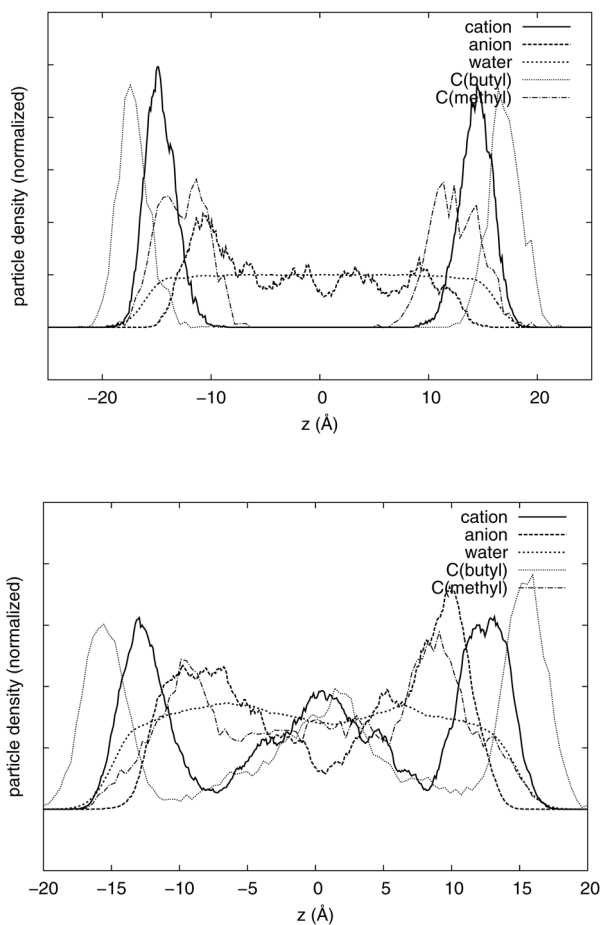 cation
anion
water
C(butyl)
C(methyl)
particle density (normalized)
−20 −10 0 10 20
z (Å)
cation
anion
water
C(butyl)
C(methyl)
particle density (normalized)
−20 −15 −10 −5 0 5 10 15 20
z (Å)